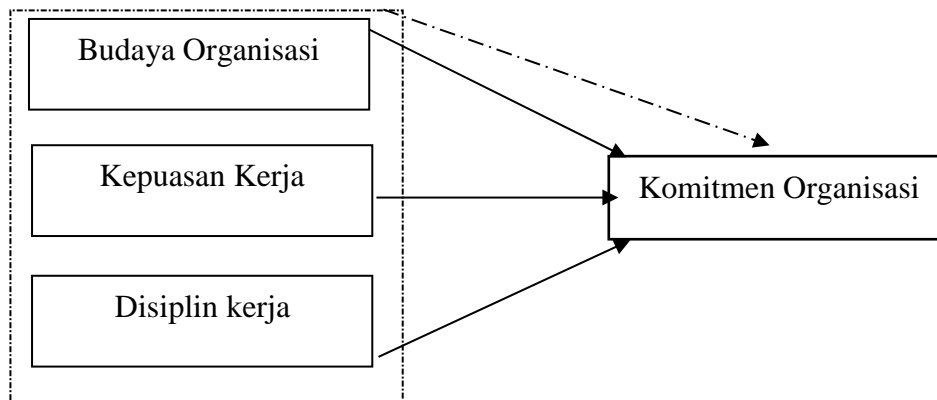 Budaya Organisasi
Kepuasan Kerja
Komitmen Organisasi
Disiplin kerja